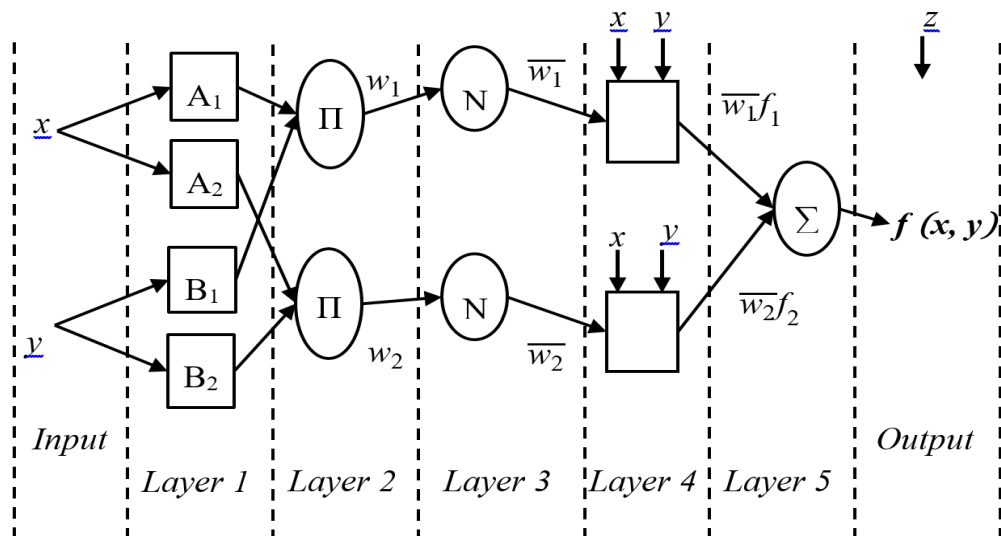 x y z
A₁ Π w₁ N w̅₁ w̅₁f₁
x
A₂
Σ f (x, y)
x y
B₁ Π N w̅₂f₂
y w₂ w̅₂
B₂
Input Output
Layer 1 Layer 2 Layer 3 Layer 4 Layer 5